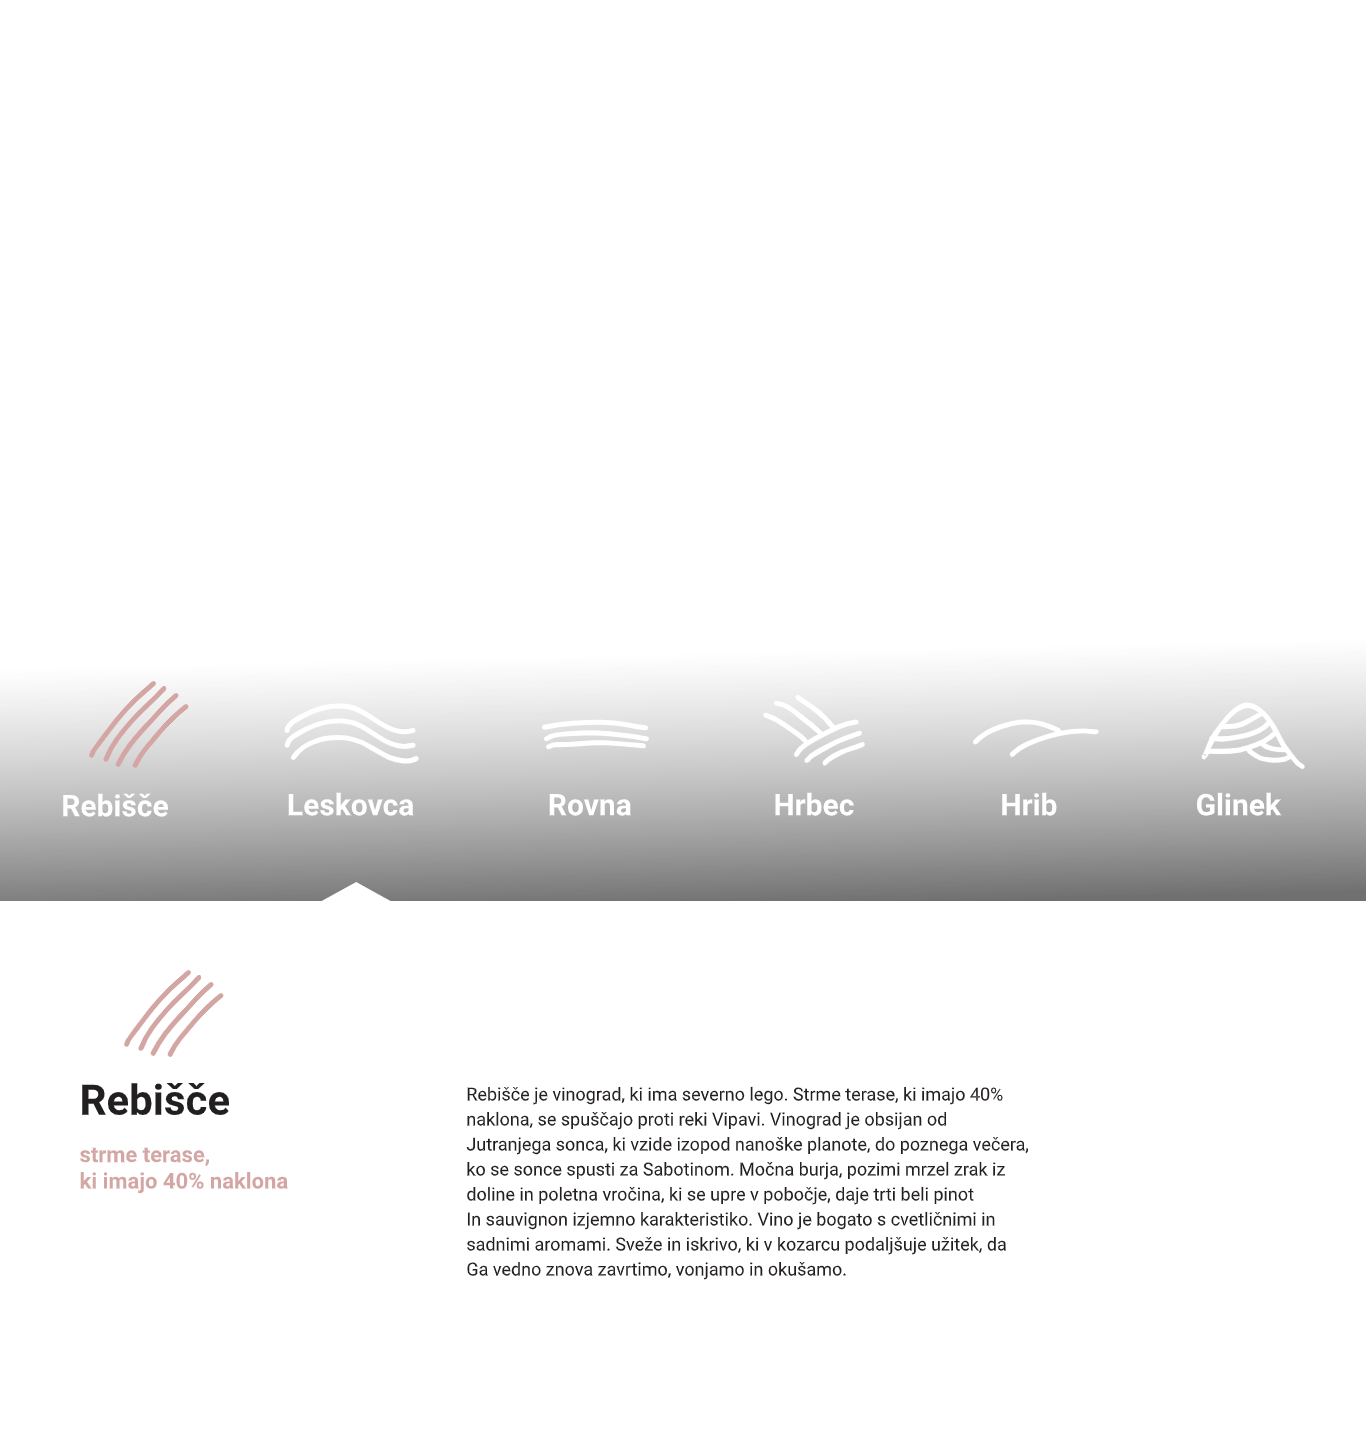 Rebišče
Leskovca
Rovna
Hrbec
Hrib
Glinek
Rebišče
strme terase,
ki imajo 40% naklona
Rebišče je vinograd, ki ima severno lego. Strme terase, ki imajo 40%
naklona, se spuščajo proti reki Vipavi. Vinograd je obsijan od
Jutranjega sonca, ki vzide izopod nanoške planote, do poznega večera,
ko se sonce spusti za Sabotinom. Močna burja, pozimi mrzel zrak iz
doline in poletna vročina, ki se upre v pobočje, daje trti beli pinot
In sauvignon izjemno karakteristiko. Vino je bogato s cvetličnimi in
sadnimi aromami. Sveže in iskrivo, ki v kozarcu podaljšuje užitek, da
Ga vedno znova zavrtimo, vonjamo in okušamo.